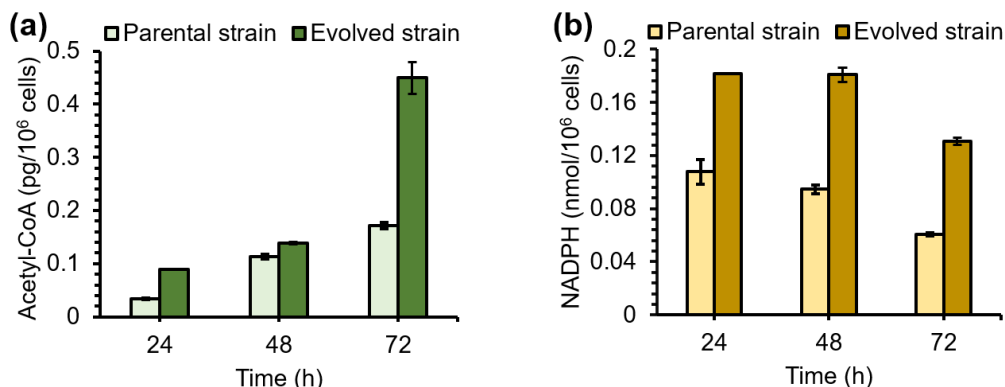 (a)
Parental strain Evolved strain
Acetyl-CoA (pg/10⁶ cells)
0.5
0.4
0.3
0.2
0.1
0
24 48 72
Time (h)
(b)
Parental strain Evolved strain
NADPH (nmol/10⁶ cells)
0.2
0.16
0.12
0.08
0.04
0
24 48 72
Time (h)